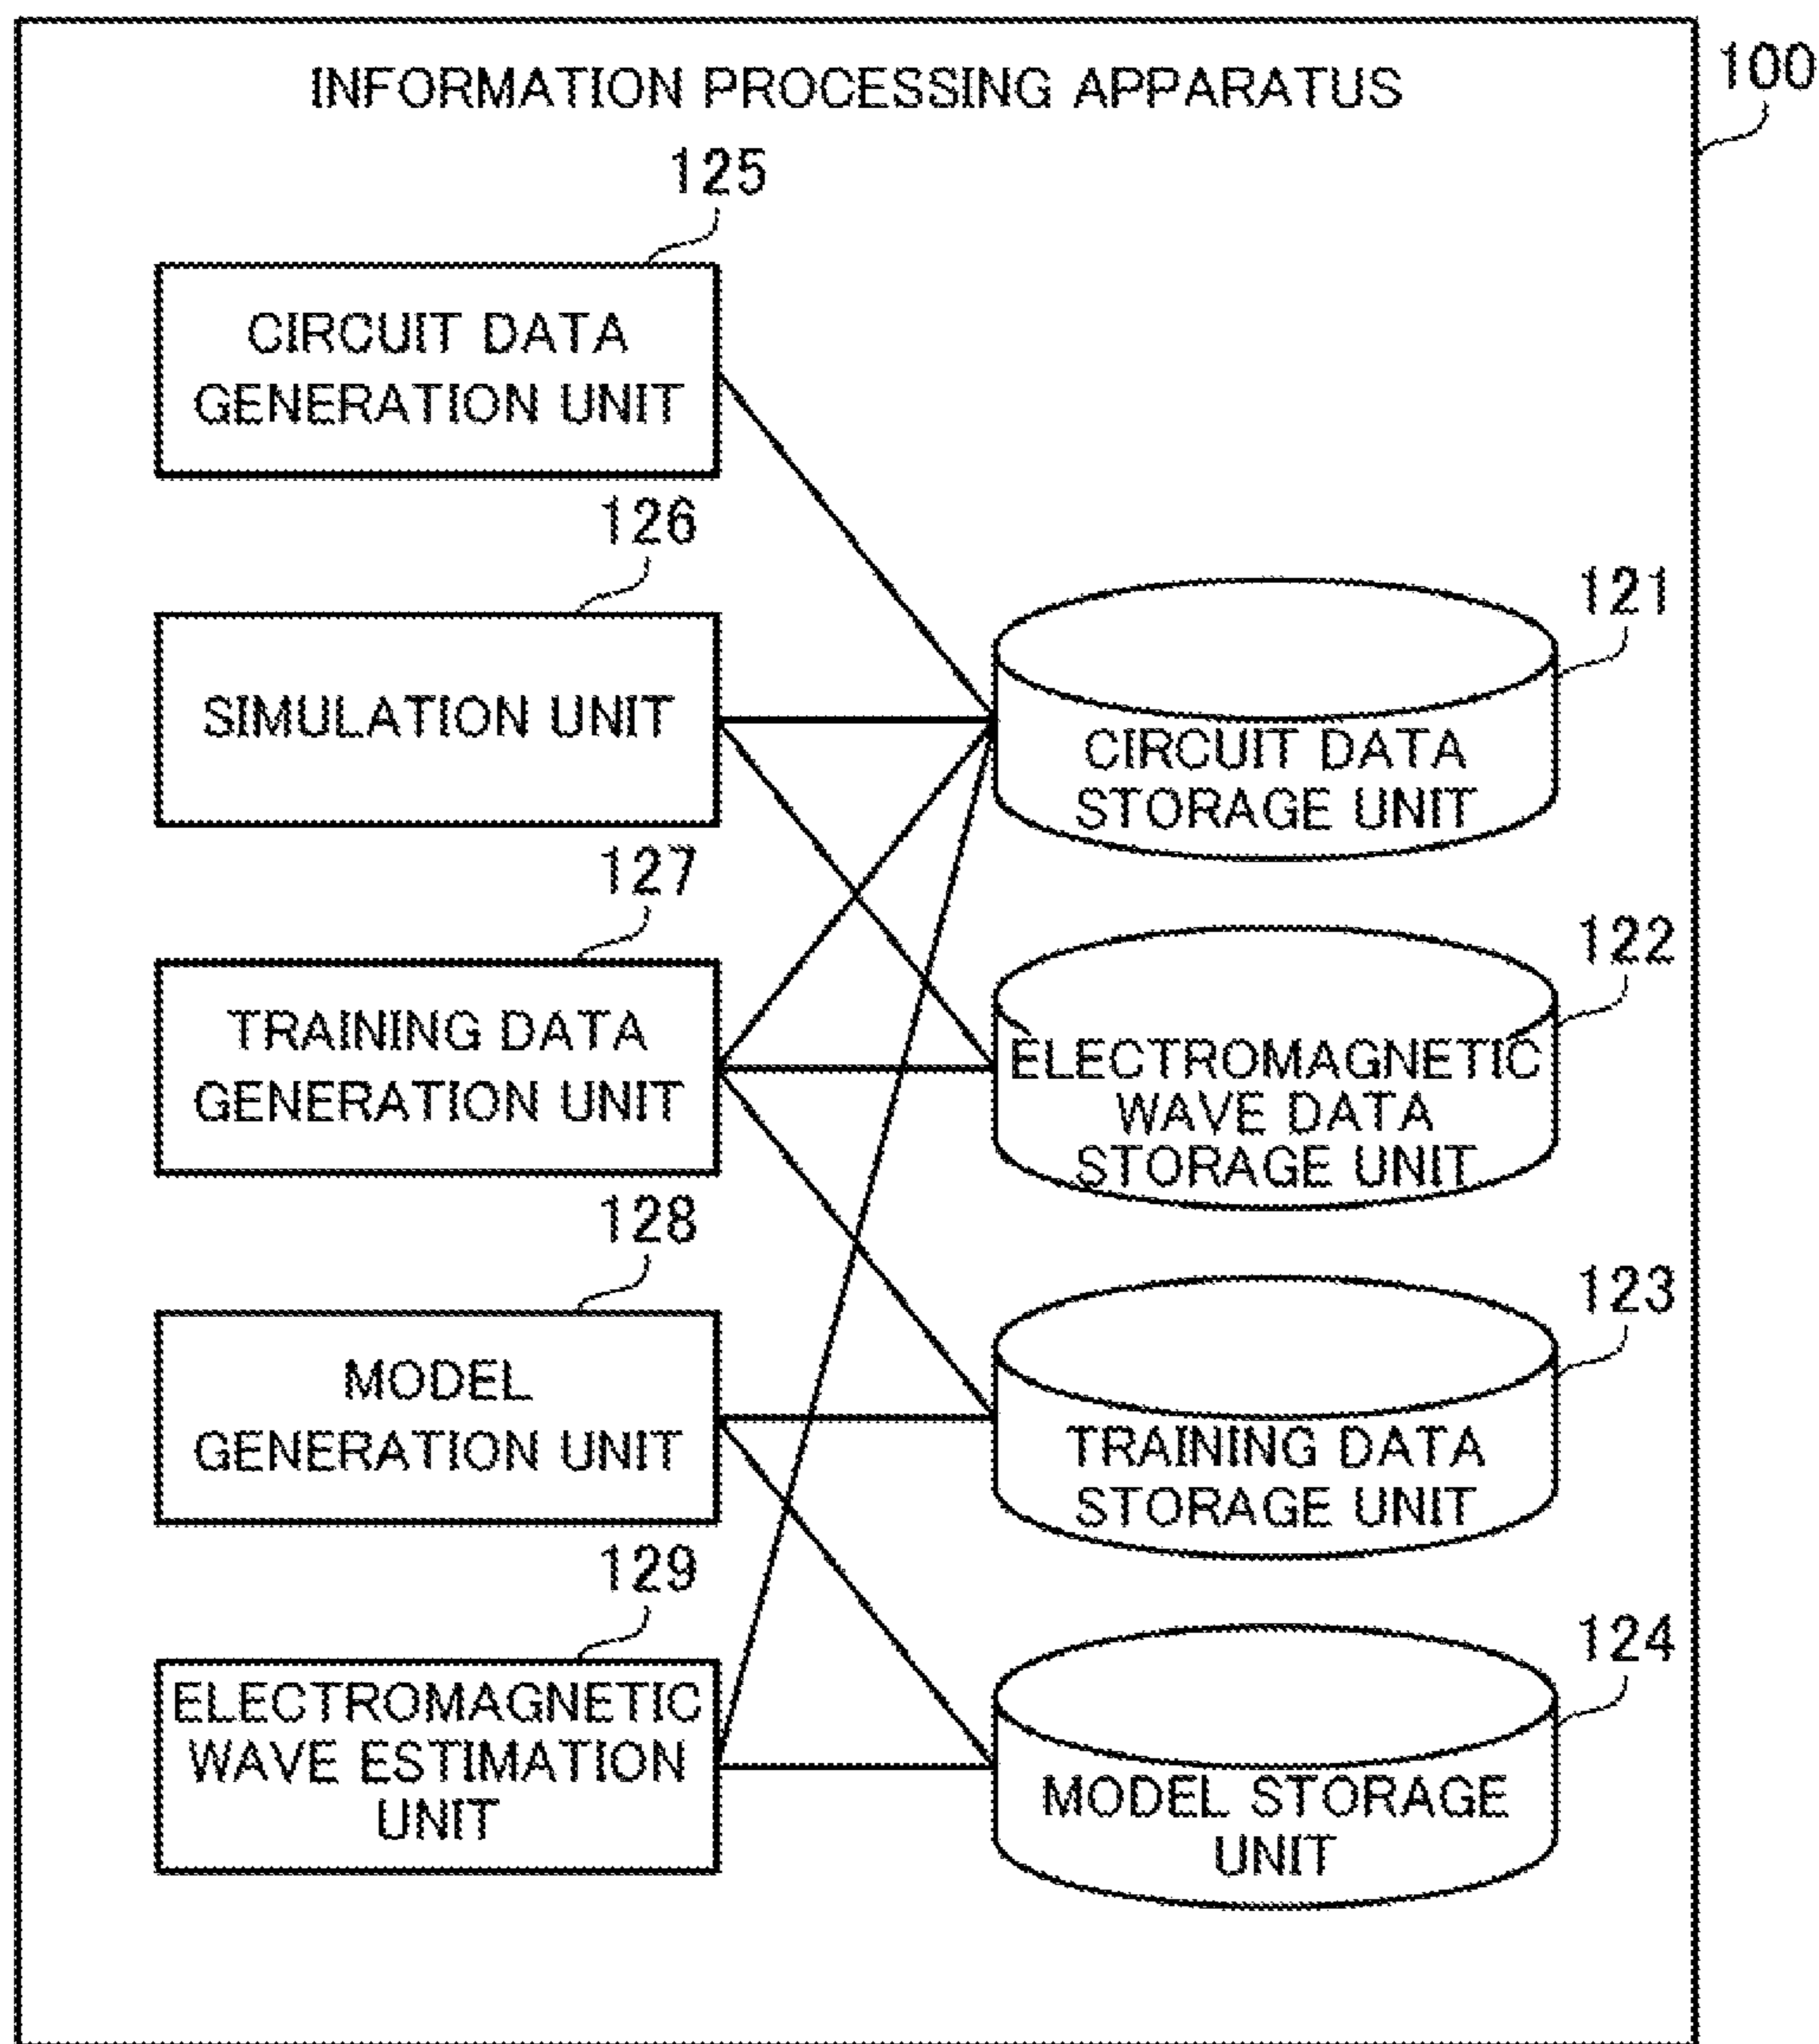 INFORMATION PROCESSING APPARATUS
100
125
CIRCUIT DATA
GENERATION UNIT
126
SIMULATION UNIT
121
CIRCUIT DATA
STORAGE UNIT
127
TRAINING DATA
GENERATION UNIT
122
ELECTROMAGNETIC
WAVE DATA
STORAGE UNIT
128
MODEL
GENERATION UNIT
123
TRAINING DATA
STORAGE UNIT
129
ELECTROMAGNETIC
WAVE ESTIMATION
UNIT
124
MODEL STORAGE
UNIT